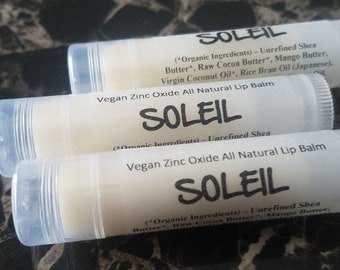 SOLEIL
(*Organic Ingredients) - Unrefined Shea
Butter*, Raw Cocoa Butter*, Mango Butter,
Virgin Coconut Oil*, Rice Bran Oil (Japanese),
Vegan Zinc Oxide All Natural Lip Balm
SOLEIL
(*Organic Ingredients) - Unrefined Shea
Vegan Zinc Oxide All Natural Lip Balm
SOLEIL
(*Organic Ingredients) - Unrefined Shea
Butter*, Raw Cocoa Butter*, Mango Butter,